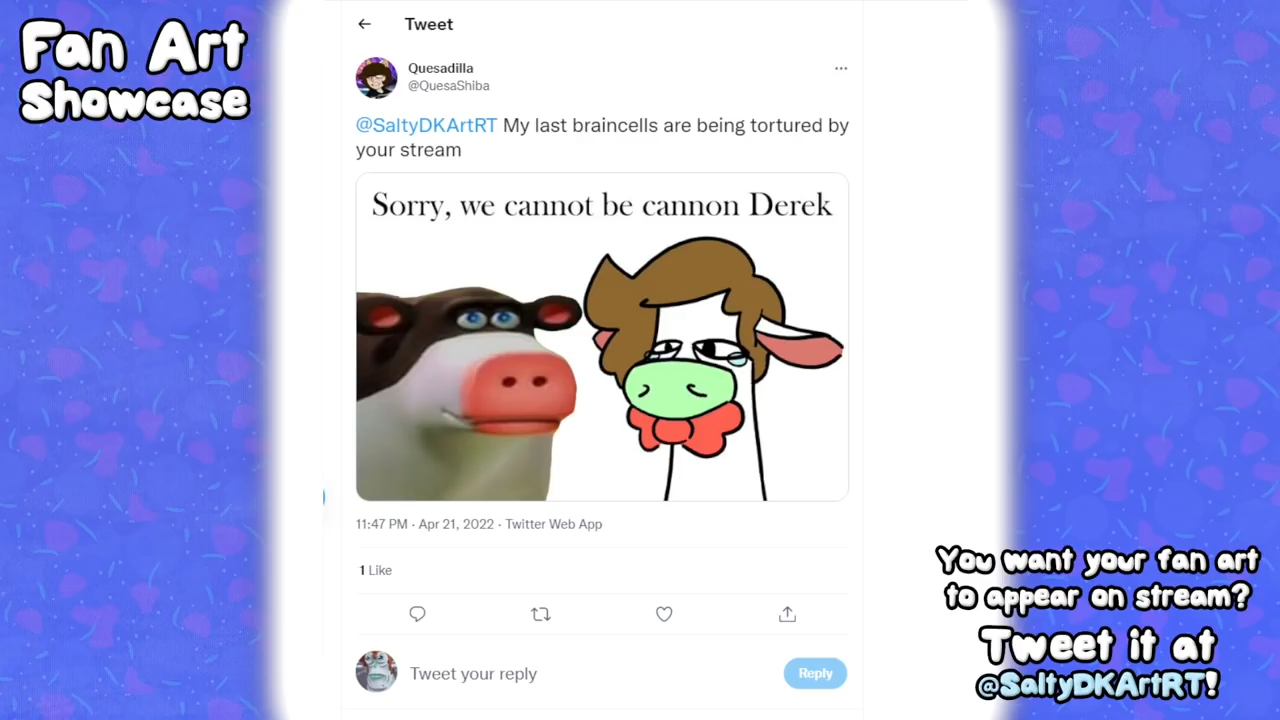 Fan Art
Showcase
Tweet
Quesadilla
@QuesaShiba
@SaltyDKArtRT My last braincells are being tortured by
your stream
Sorry, we cannot be cannon Derek
11:47 PM · Apr 21, 2022 · Twitter Web App
1 Like
Tweet your reply
Reply
You want your fan art
to appear on stream?
Tweet it at
@SaltyDKArtRT!